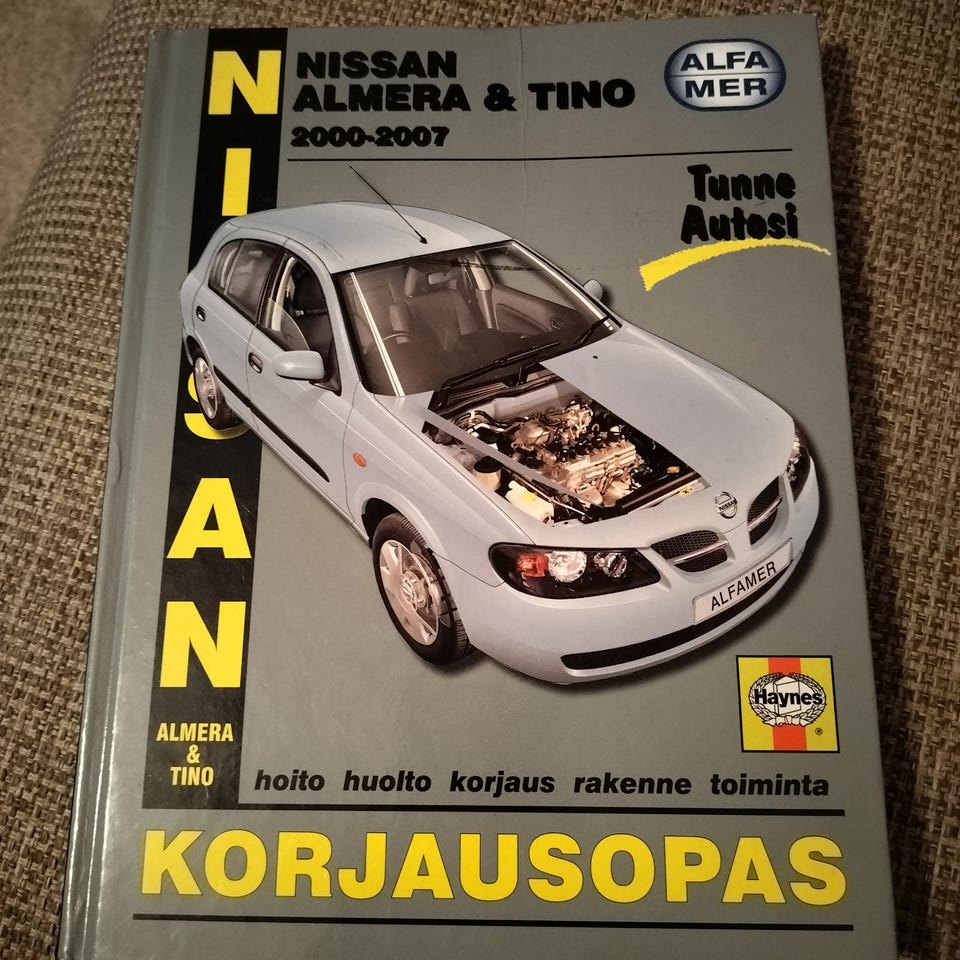 NISSAN
NISSAN
ALMERA & TINO
2000-2007
ALFA
MER
Tunne
Autosi
ALFAMER
Haynes
®
ALMERA
&
TINO
hoito huolto korjaus rakenne toiminta
KORJAUSOPAS